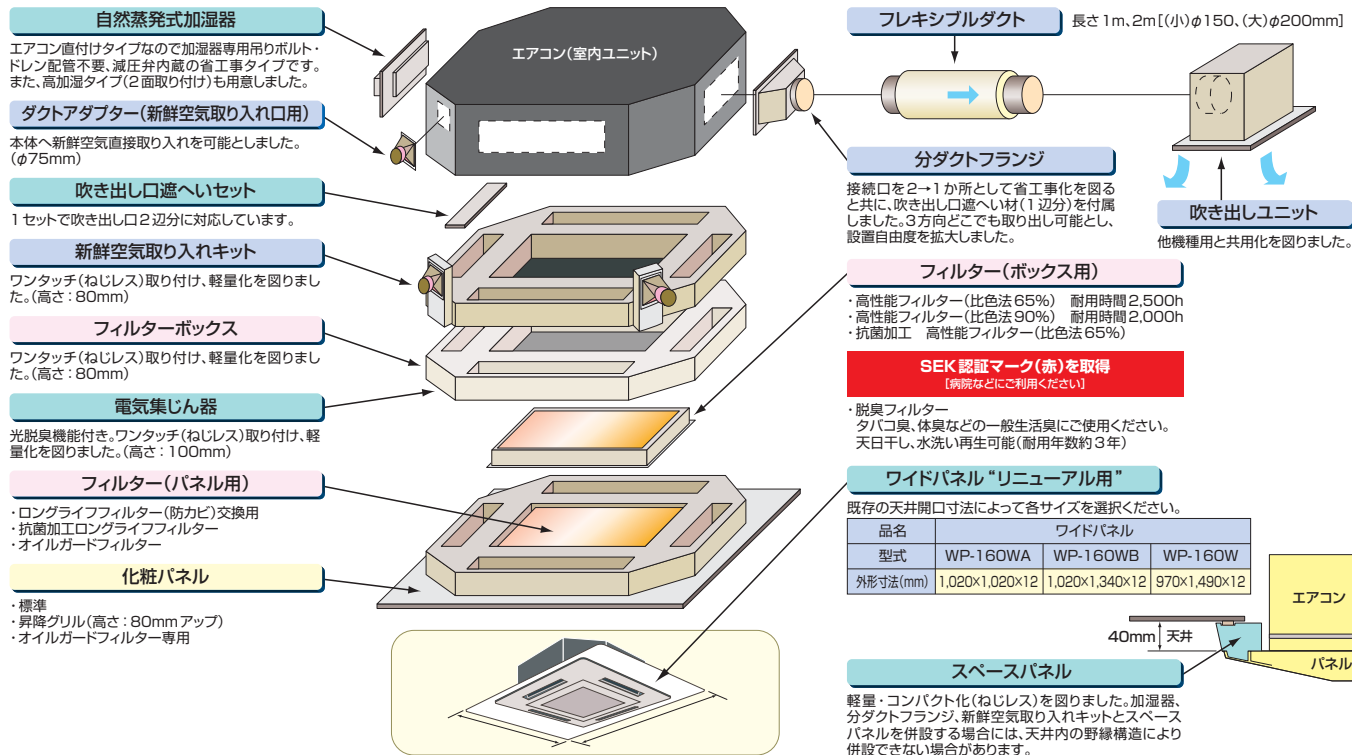 自然蒸発式加湿器
エアコン直付けタイプなので加湿器専用吊りボルト・
ドレン配管不要、減圧弁内蔵の省工事タイプです。
また、高加湿タイプ(2面取り付け)も用意しました。
ダクトアダプター(新鮮空気取り入れ口用)
本体へ新鮮空気直接取り入れを可能としました。
(φ75mm)
吹き出し口遮へいセット
1セットで吹き出し口2辺分に対応しています。
新鮮空気取り入れキット
ワンタッチ(ねじレス)取り付け、軽量化を図りまし
た。(高さ：80mm)
フィルターボックス
ワンタッチ(ねじレス)取り付け、軽量化を図りまし
た。(高さ：80mm)
電気集じん器
光脱臭機能付き。ワンタッチ(ねじレス)取り付け、軽
量化を図りました。(高さ：100mm)
フィルター(パネル用)
・ロングライフフィルター(防カビ)交換用
・抗菌加工ロングライフフィルター
・オイルガードフィルター
化粧パネル
・標準
・昇降グリル(高さ：80mmアップ)
・オイルガードフィルター専用
エアコン(室内ユニット)
フレキシブルダクト
長さ1m、2m[(小)φ150、(大)φ200mm]
分ダクトフランジ
接続口を2→1か所として省工事化を図る
と共に、吹き出し口遮へい材(1辺分)を付属
しました。3方向どこでも取り出し可能とし、
設置自由度を拡大しました。
吹き出しユニット
他機種用と共用化を図りました。
フィルター(ボックス用)
・高性能フィルター(比色法65%) 耐用時間2,500h
・高性能フィルター(比色法90%) 耐用時間2,000h
・抗菌加工 高性能フィルター(比色法65%)
SEK認証マーク(赤)を取得
[病院などにご利用ください]
・脱臭フィルター
タバコ臭、体臭などの一般生活臭にご使用ください。
天日干し、水洗い再生可能(耐用年数約3年)
ワイドパネル“リニューアル用”
既存の天井開口寸法によって各サイズを選択ください。
品名 ワイドパネル
型式 WP-160WA WP-160WB WP-160W
外形寸法(mm) 1,020×1,020×12 1,020×1,340×12 970×1,490×12
エアコン
40mm 天井
パネル
スペースパネル
軽量・コンパクト化(ねじレス)を図りました。加湿器、
分ダクトフランジ、新鮮空気取り入れキットとスペース
パネルを併設する場合には、天井内の野縁構造により
併設できない場合があります。